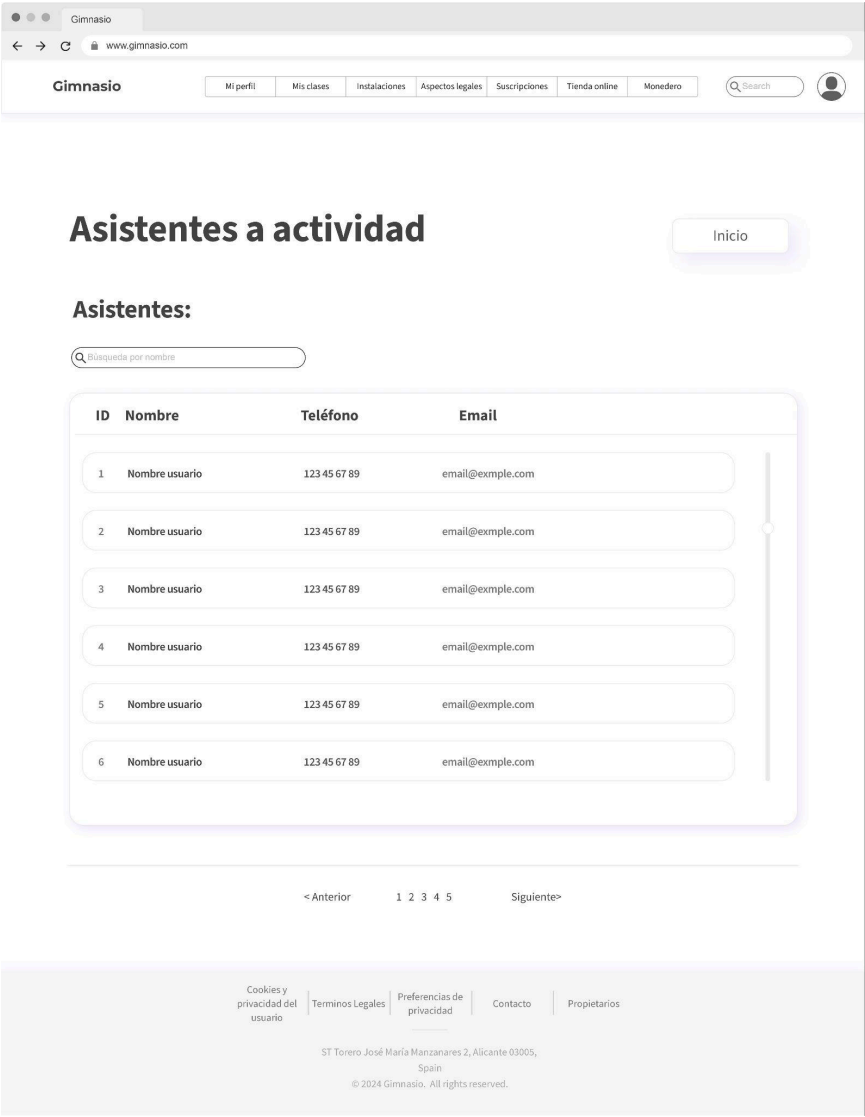 Gimnasio
www.gimnasio.com
Gimnasio
Mi perfil
Mis clases
Instalaciones
Aspectos legales
Suscripciones
Tienda online
Monedero
Search
Asistentes a actividad
Inicio
Asistentes:
Búsqueda por nombre
ID Nombre Teléfono Email
1 Nombre usuario 123 45 67 89 email@exmple.com
2 Nombre usuario 123 45 67 89 email@exmple.com
3 Nombre usuario 123 45 67 89 email@exmple.com
4 Nombre usuario 123 45 67 89 email@exmple.com
5 Nombre usuario 123 45 67 89 email@exmple.com
6 Nombre usuario 123 45 67 89 email@exmple.com
< Anterior 1 2 3 4 5 Siguiente>
Cookies y
privacidad del
usuario
Terminos Legales
Preferencias de
privacidad
Contacto
Propietarios
ST Torero José María Manzanares 2, Alicante 03005,
Spain
© 2024 Gimnasio. All rights reserved.